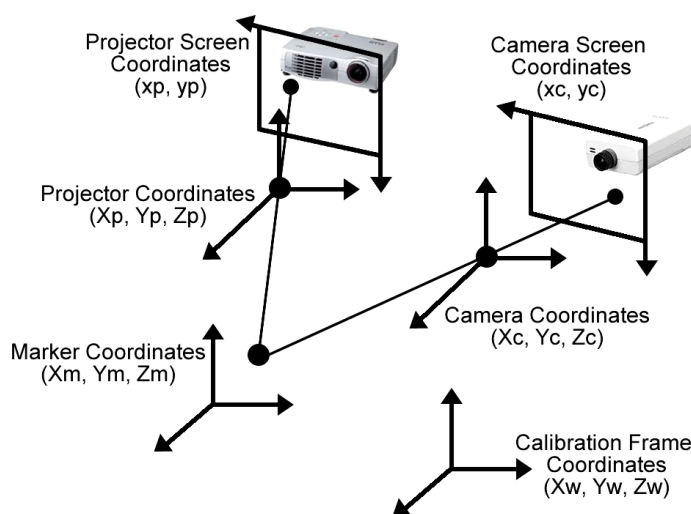 Projector Screen
Coordinates
(xp, yp)
Camera Screen
Coordinates
(xc, yc)
Projector Coordinates
(Xp, Yp, Zp)
Camera Coordinates
(Xc, Yc, Zc)
Marker Coordinates
(Xm, Ym, Zm)
Calibration Frame
Coordinates
(Xw, Yw, Zw)